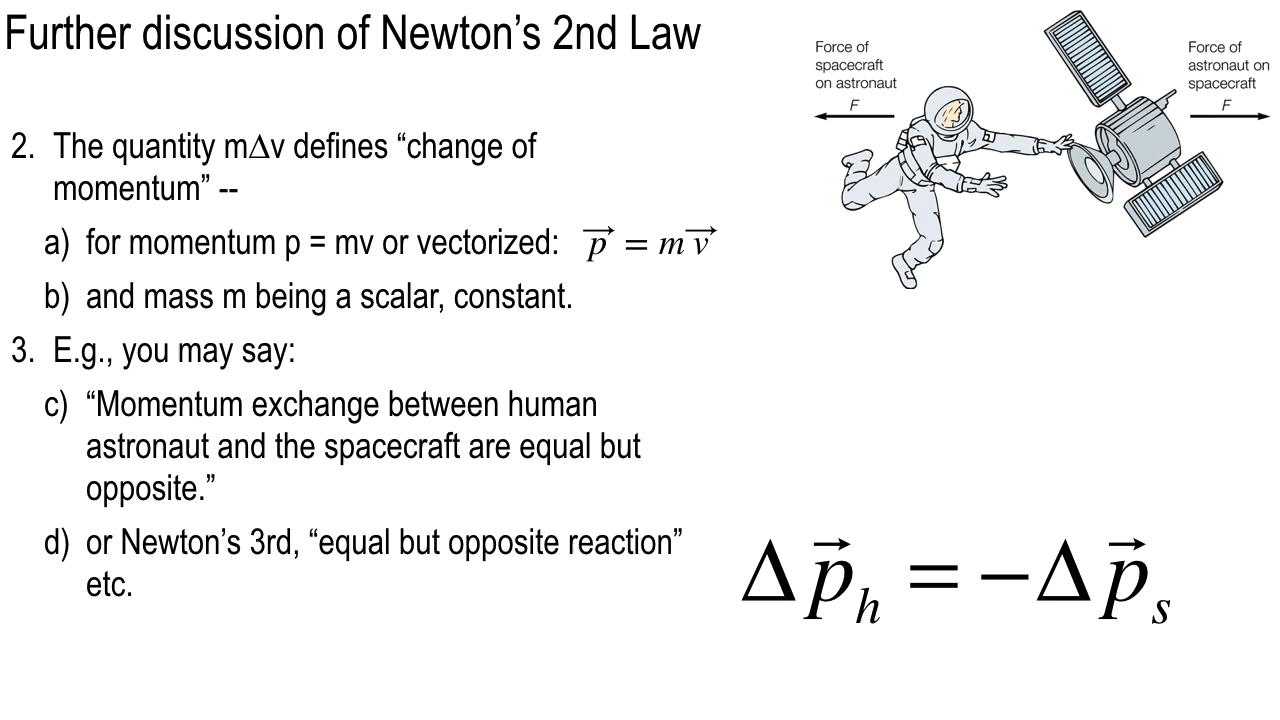 Further discussion of Newton’s 2nd Law
2. The quantity m∆v defines “change of
momentum” --
a) for momentum p = mv or vectorized: p⃗ = m v⃗
b) and mass m being a scalar, constant.
3. E.g., you may say:
c) “Momentum exchange between human
astronaut and the spacecraft are equal but
opposite.”
d) or Newton’s 3rd, “equal but opposite reaction”
etc.
Force of
spacecraft
on astronaut
F
Force of
astronaut on
spacecraft
F
Δp⃗ₕ = −Δp⃗ₛ